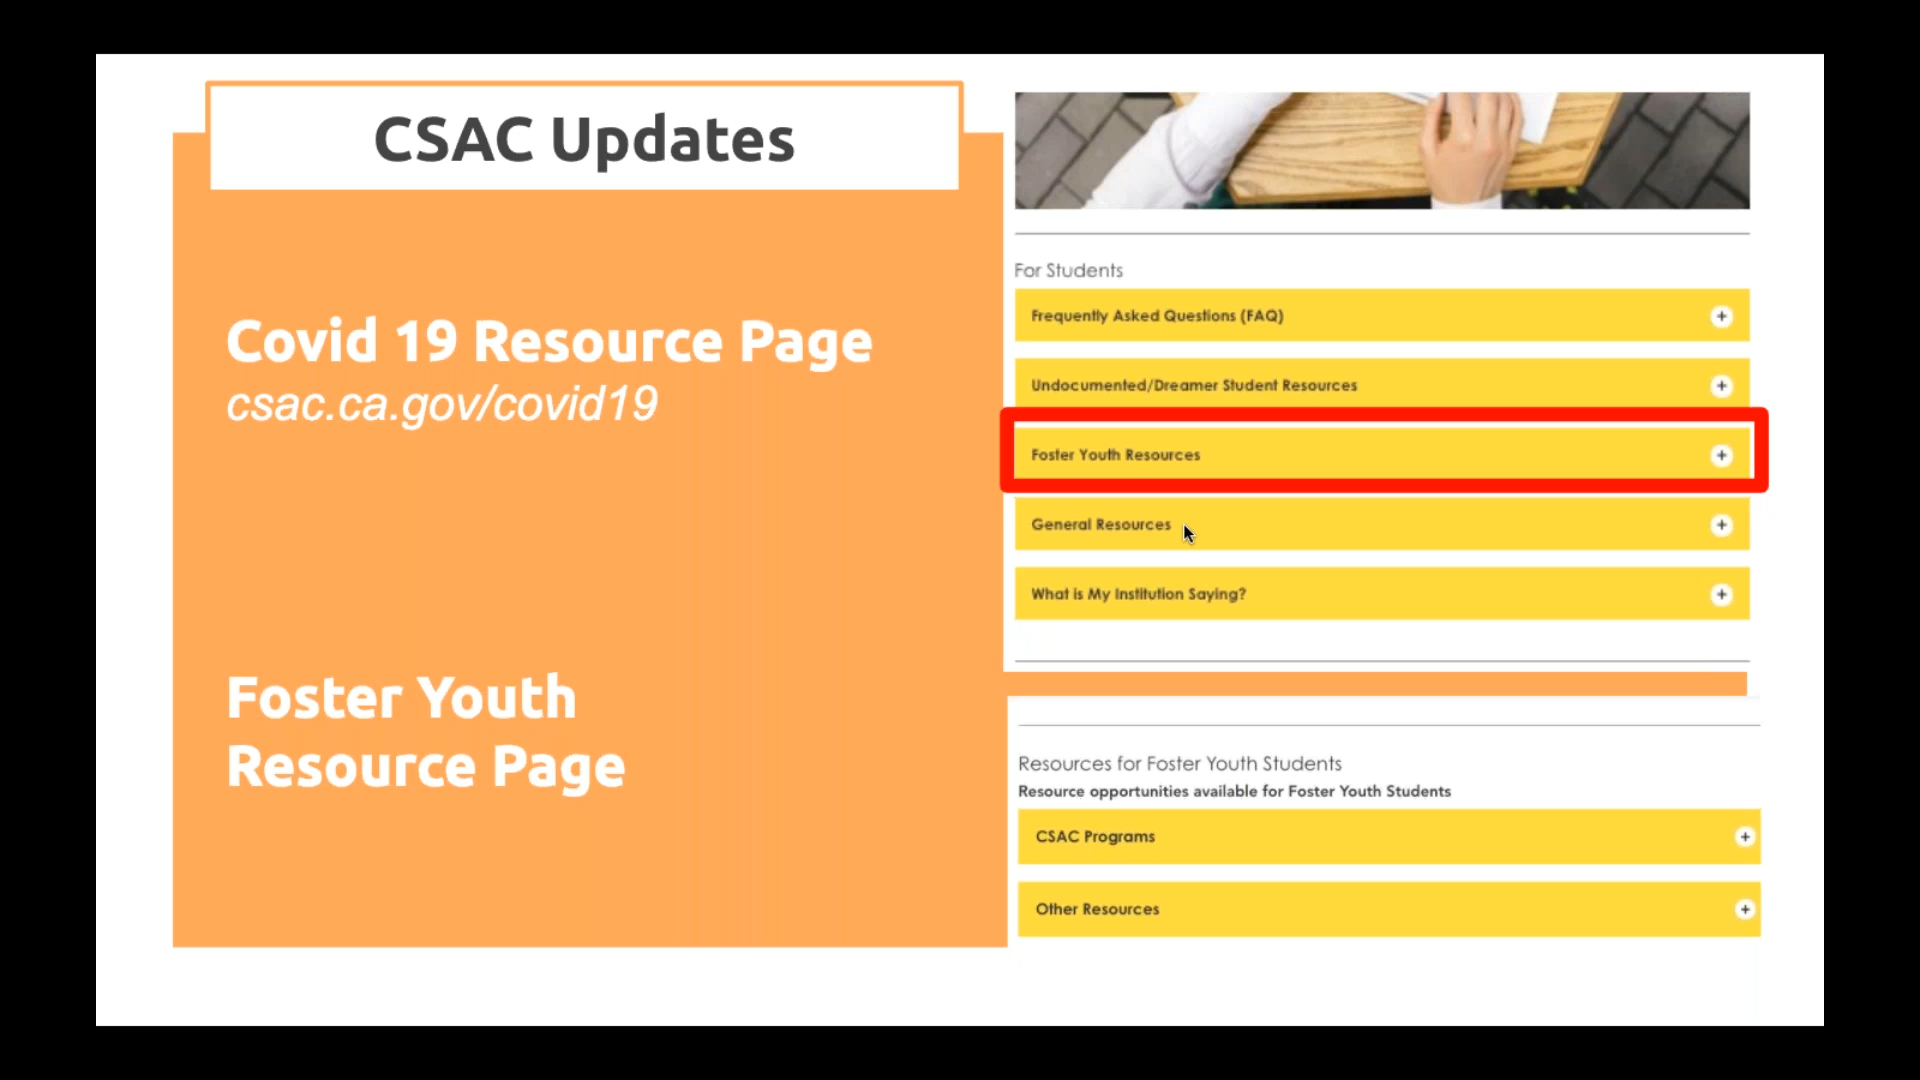 CSAC Updates
Covid 19 Resource Page
csac.ca.gov/covid19
Foster Youth
Resource Page
For Students
Frequently Asked Questions (FAQ)
Undocumented/Dreamer Student Resources
Foster Youth Resources
General Resources
What is My Institution Saying?
Resources for Foster Youth Students
Resource opportunities available for Foster Youth Students
CSAC Programs
Other Resources